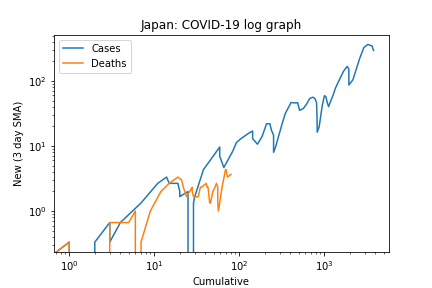 Japan: COVID-19 log graph
Cases
Deaths
New (3 day SMA)
10²
10¹
10⁰
10⁰ 10¹ 10² 10³
Cumulative